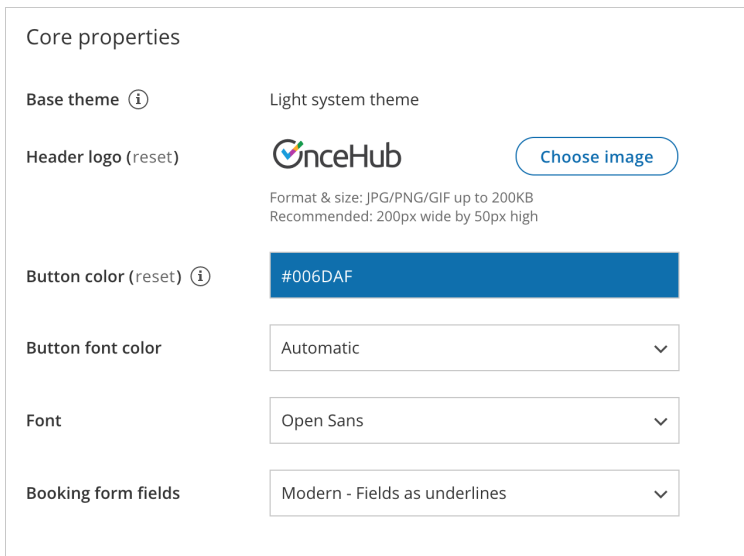 Core properties
Base theme i Light system theme
Header logo (reset) OnceHub Choose image
Format & size: JPG/PNG/GIF up to 200KB
Recommended: 200px wide by 50px high
Button color (reset) i #006DAF
Button font color Automatic
Font Open Sans
Booking form fields Modern - Fields as underlines